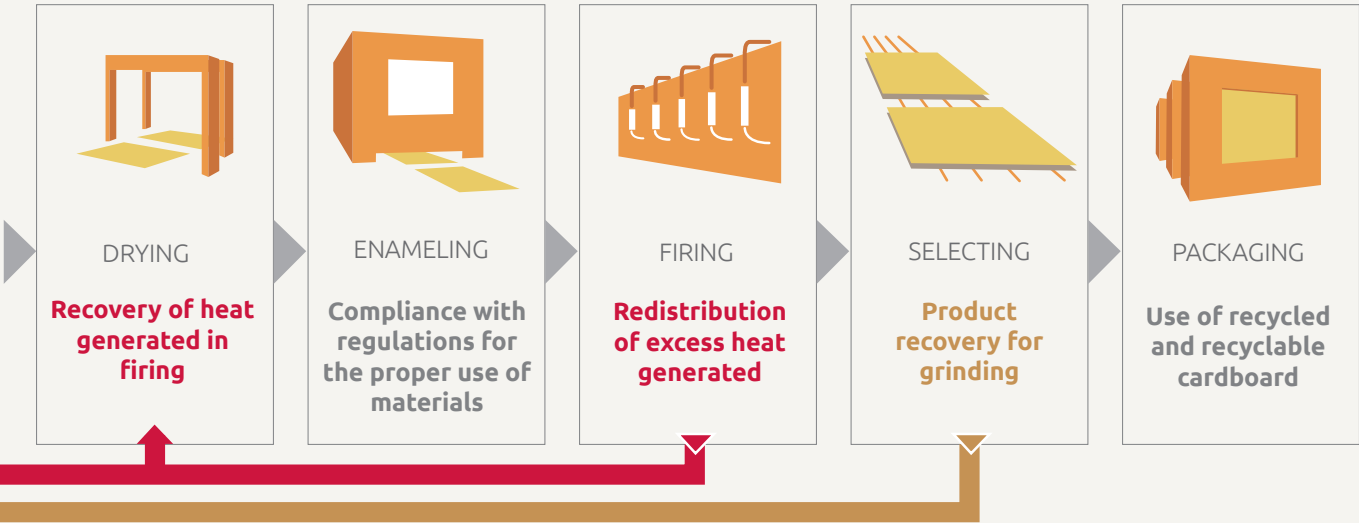 DRYING
Recovery of heat
generated in
firing
ENAMELING
Compliance with
regulations for
the proper use of
materials
FIRING
Redistribution
of excess heat
generated
SELECTING
Product
recovery for
grinding
PACKAGING
Use of recycled
and recyclable
cardboard